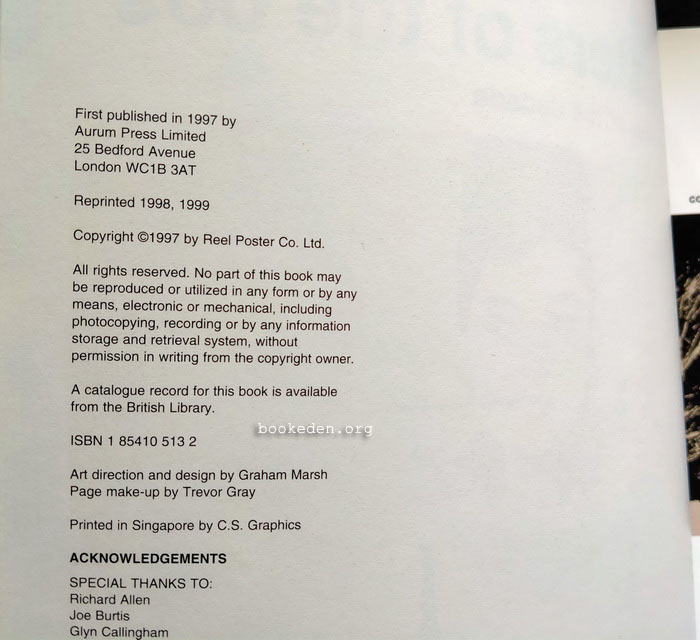 First published in 1997 by
Aurum Press Limited
25 Bedford Avenue
London WC1B 3AT
Reprinted 1998, 1999
Copyright ©1997 by Reel Poster Co. Ltd.
All rights reserved. No part of this book may
be reproduced or utilized in any form or by any
means, electronic or mechanical, including
photocopying, recording or by any information
storage and retrieval system, without
permission in writing from the copyright owner.
A catalogue record for this book is available
from the British Library.
bookeden.org
ISBN 1 85410 513 2
Art direction and design by Graham Marsh
Page make-up by Trevor Gray
Printed in Singapore by C.S. Graphics
ACKNOWLEDGEMENTS
SPECIAL THANKS TO:
Richard Allen
Joe Burtis
Glyn Callingham